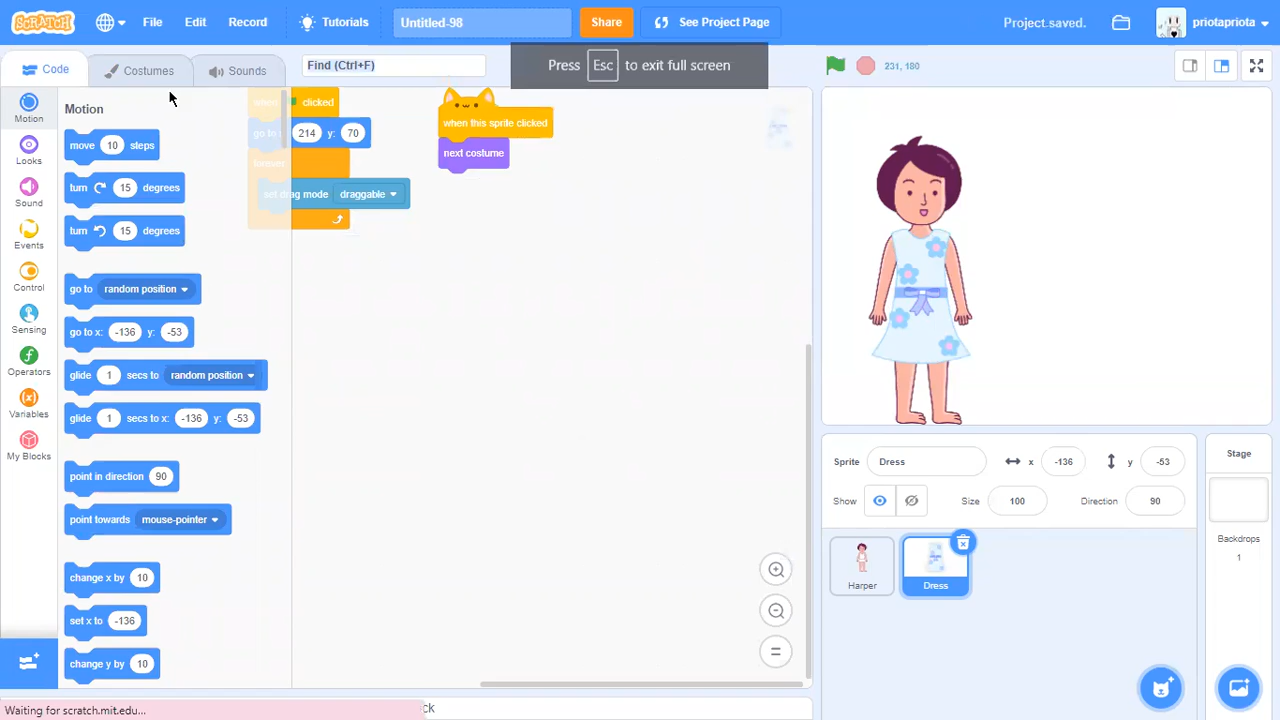 SCRATCH File Edit Record Tutorials Untitled-98 Share See Project Page Project saved. priotapriota
Code Costumes Sounds Find (Ctrl+F) Press Esc to exit full screen 231, 180
Motion
Motion
Looks
Sound
Events
Control
Sensing
Operators
Variables
My Blocks
move 10 steps
turn 15 degrees
turn 15 degrees
go to random position
go to x: -136 y: -53
glide 1 secs to random position
glide 1 secs to x: -136 y: -53
point in direction 90
point towards mouse-pointer
change x by 10
set x to -136
change y by 10
when clicked
go to x 214 y: 70
forever
set drag mode draggable
when this sprite clicked
next costume
Sprite Dress x -136 y -53
Show Size 100 Direction 90
Harper
Dress
Stage
Backdrops
1
Waiting for scratch.mit.edu...
ck